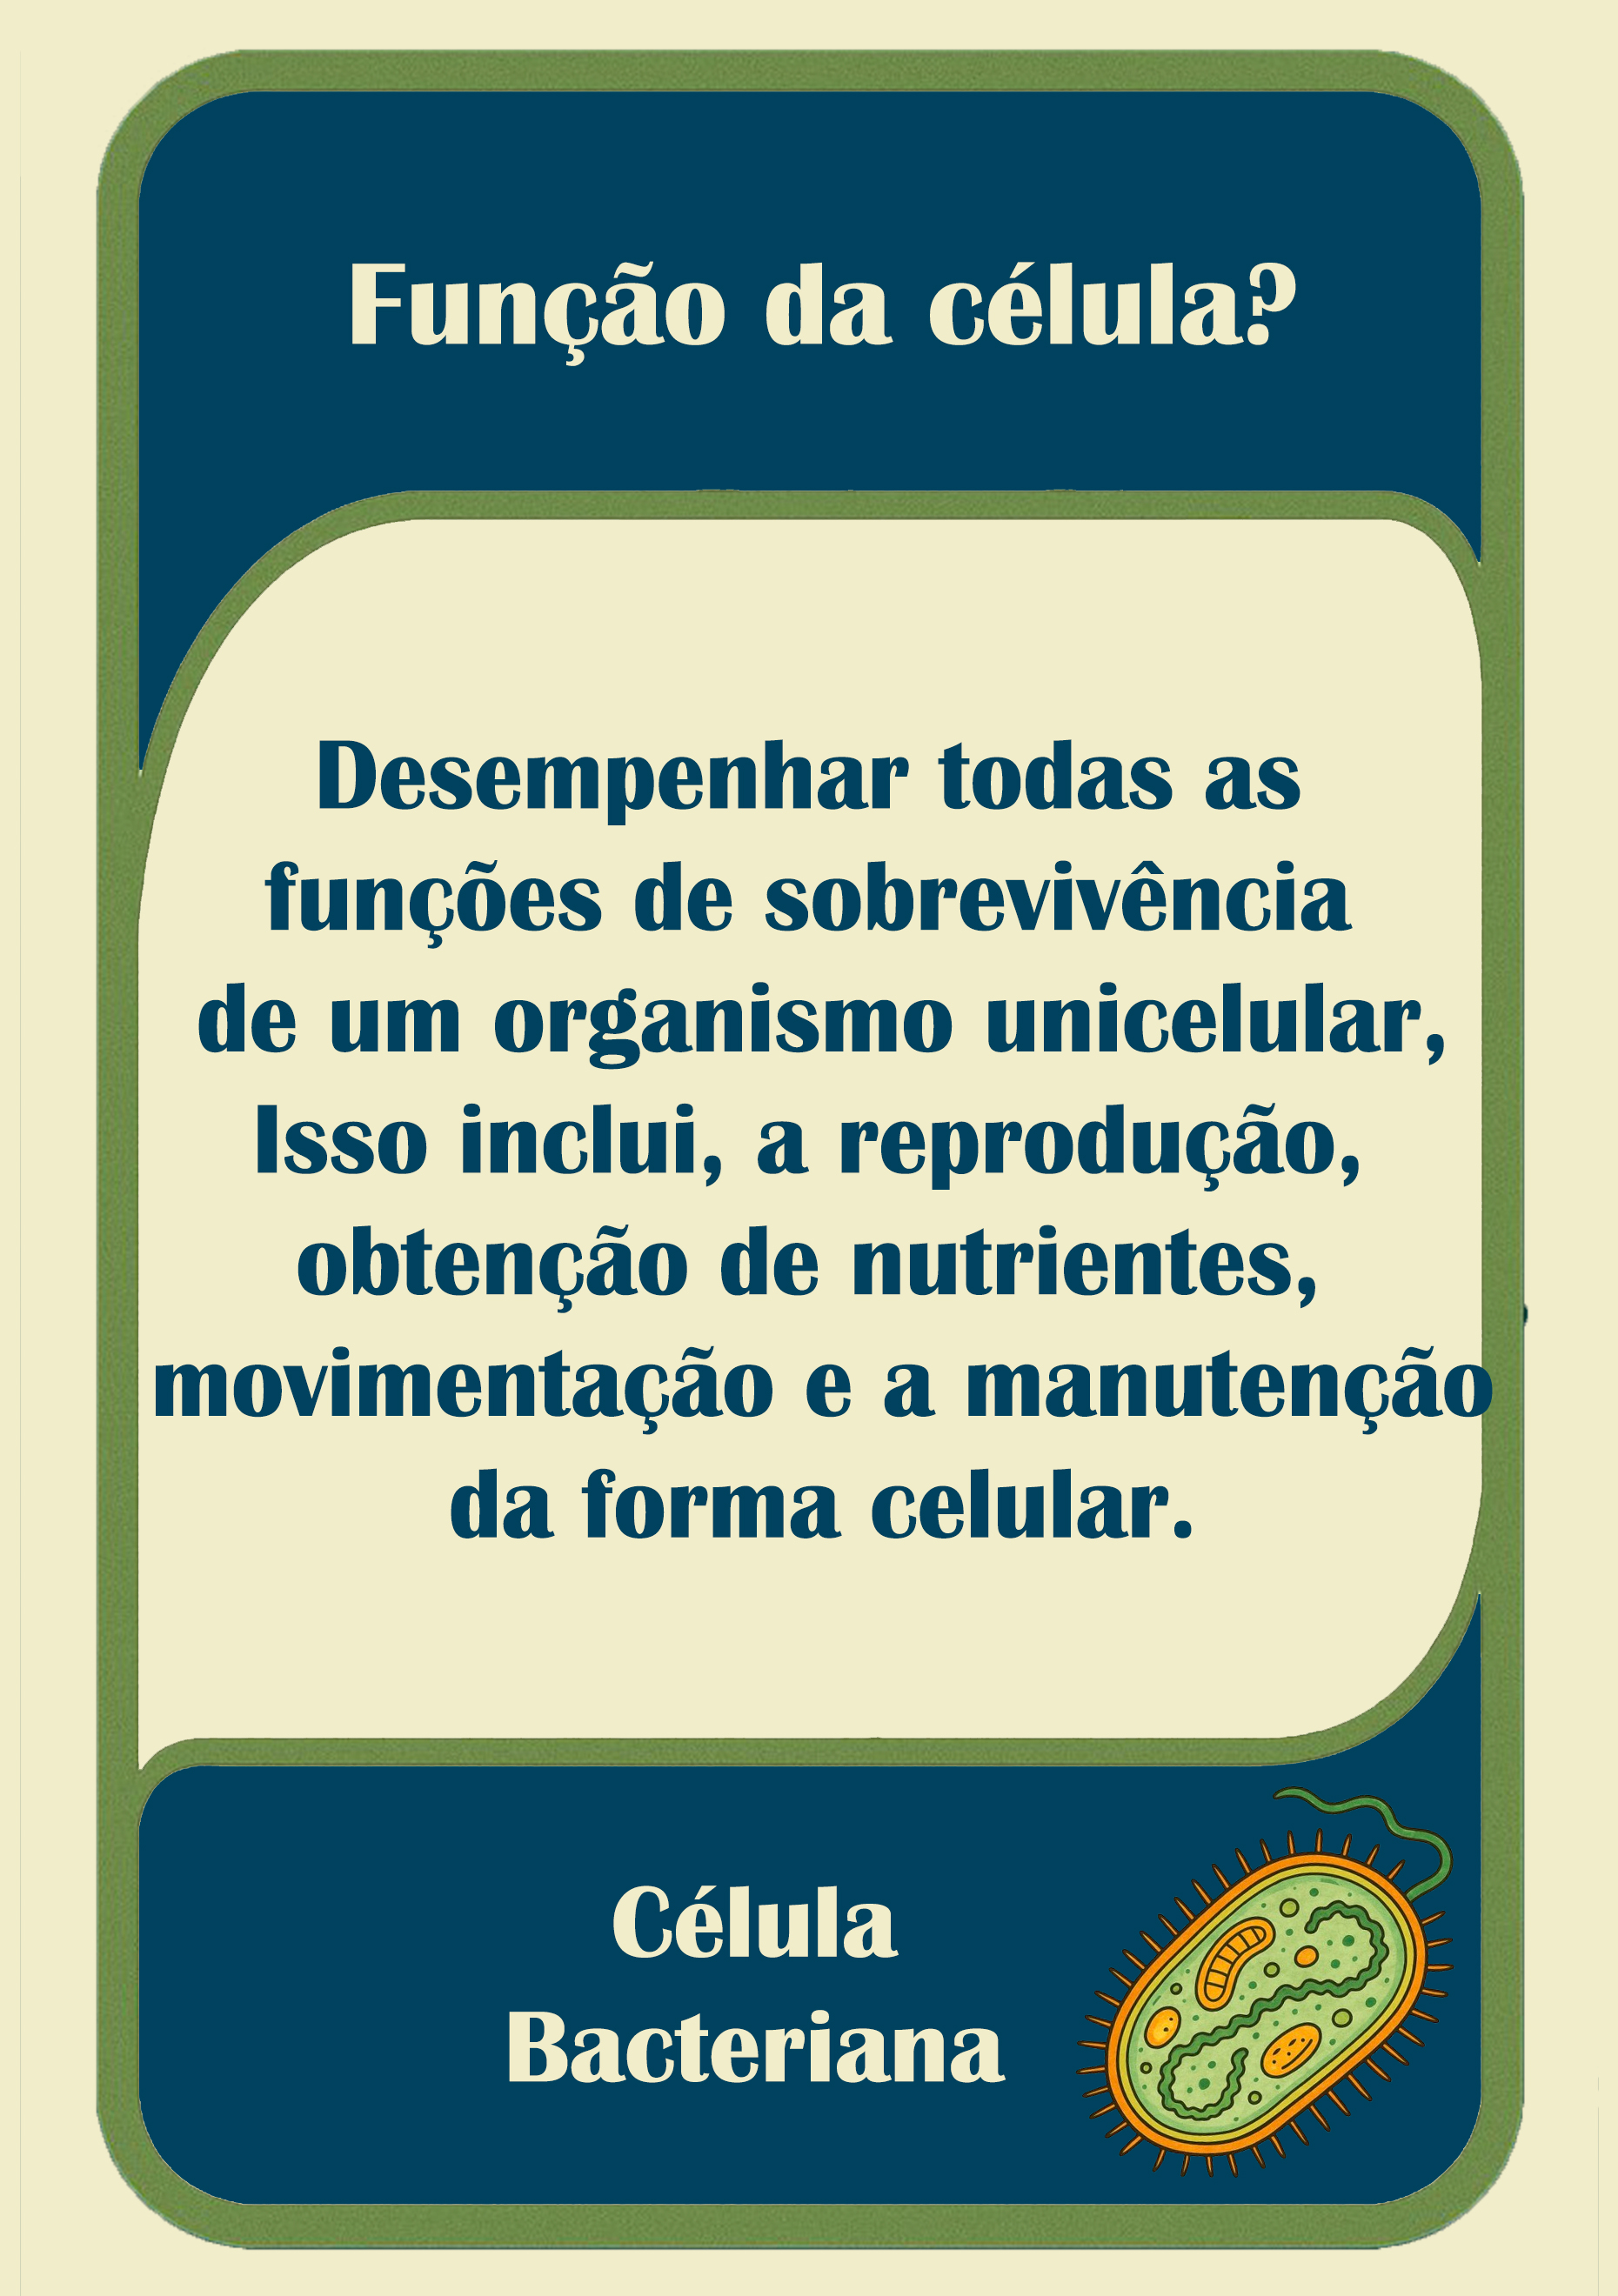 Função da célula?
Desempenhar todas as
funções de sobrevivência
de um organismo unicelular,
Isso inclui, a reprodução,
obtenção de nutrientes,
movimentação e a manutenção
da forma celular.
Célula
Bacteriana